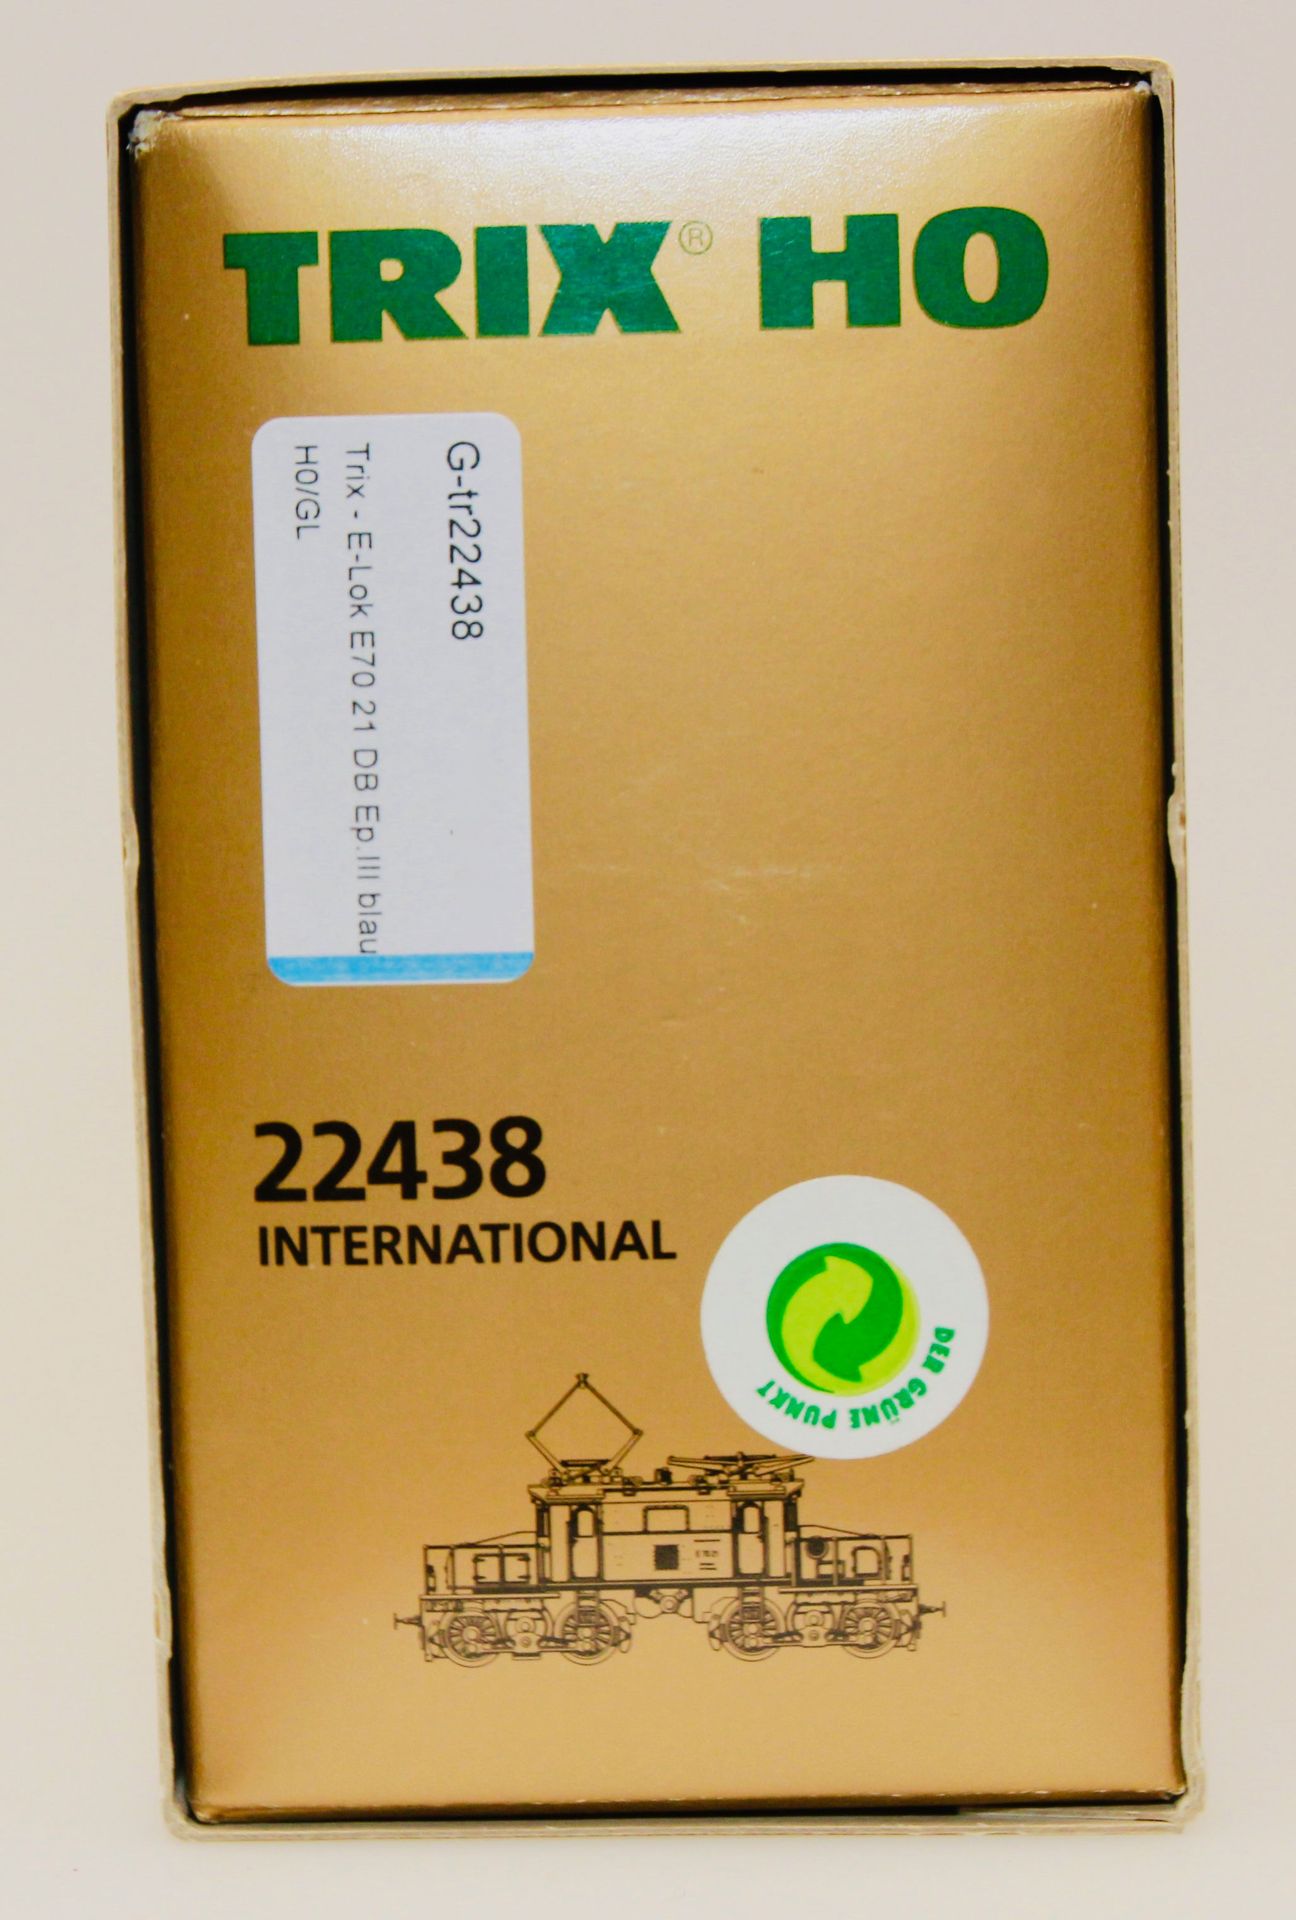 TRIX® HO
G-tr22438
Trix - E-Lok E70 21 DB Ep.III blau
H0/GL
22438
INTERNATIONAL
DER GRÜNE PUNKT